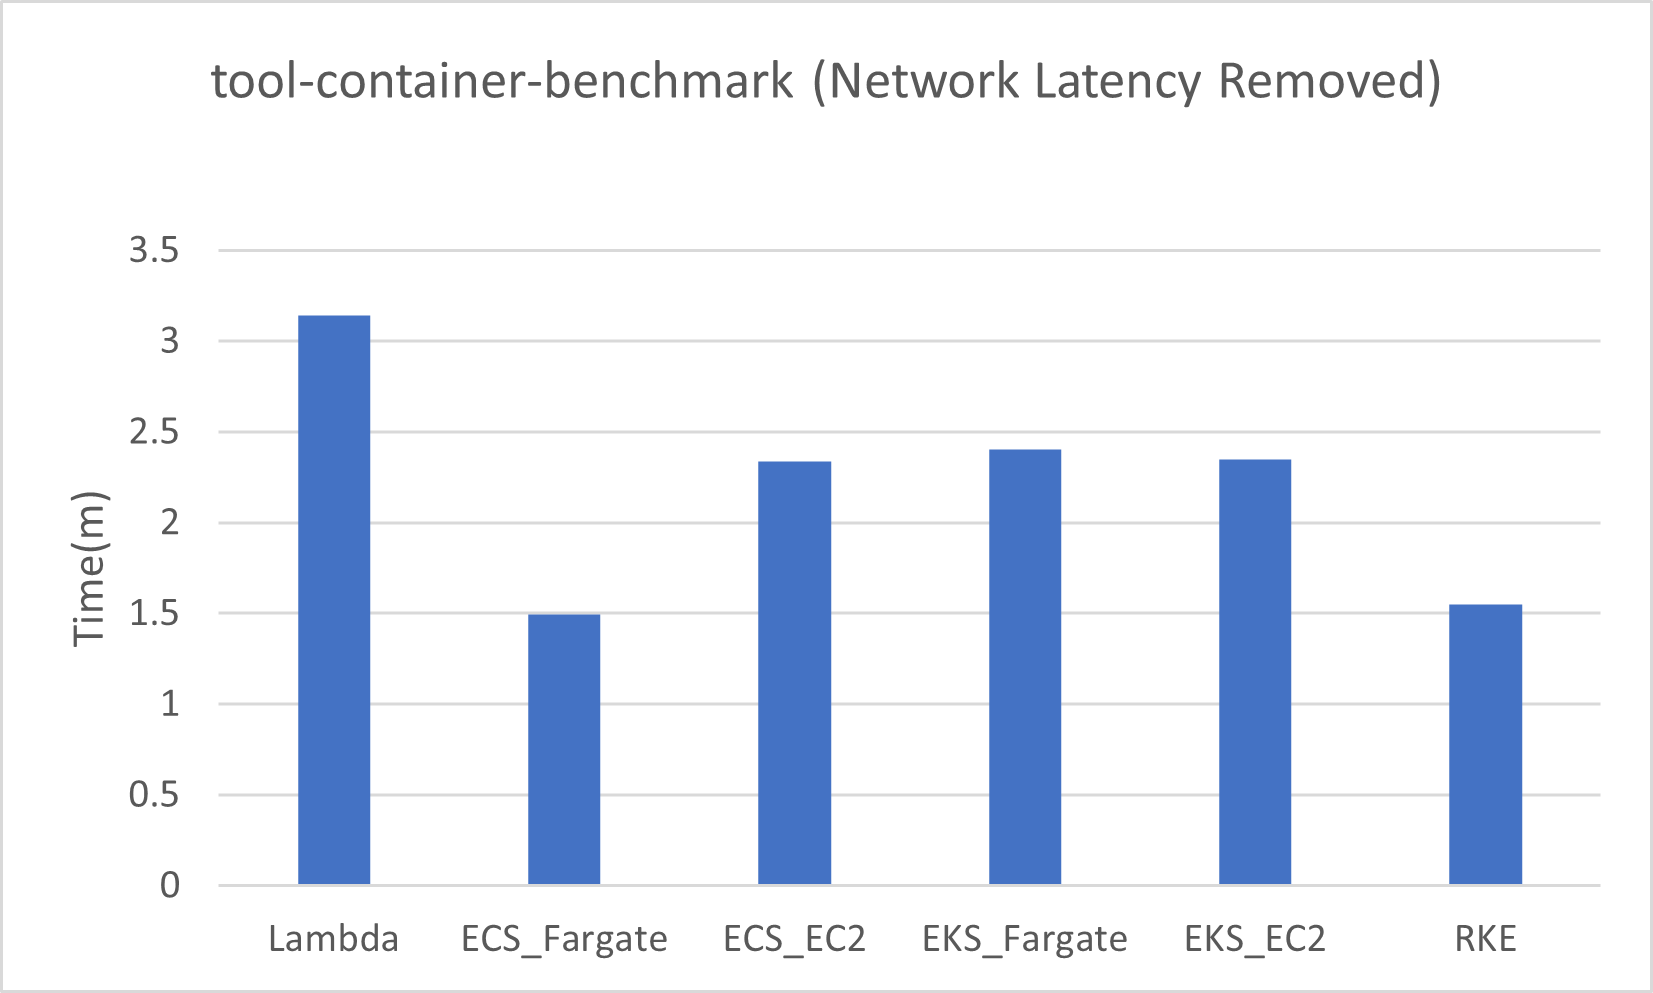 tool-container-benchmark (Network Latency Removed)
3.5
3
2.5
2
1.5
1
0.5
0
Time(m)
Lambda ECS_Fargate ECS_EC2 EKS_Fargate EKS_EC2 RKE